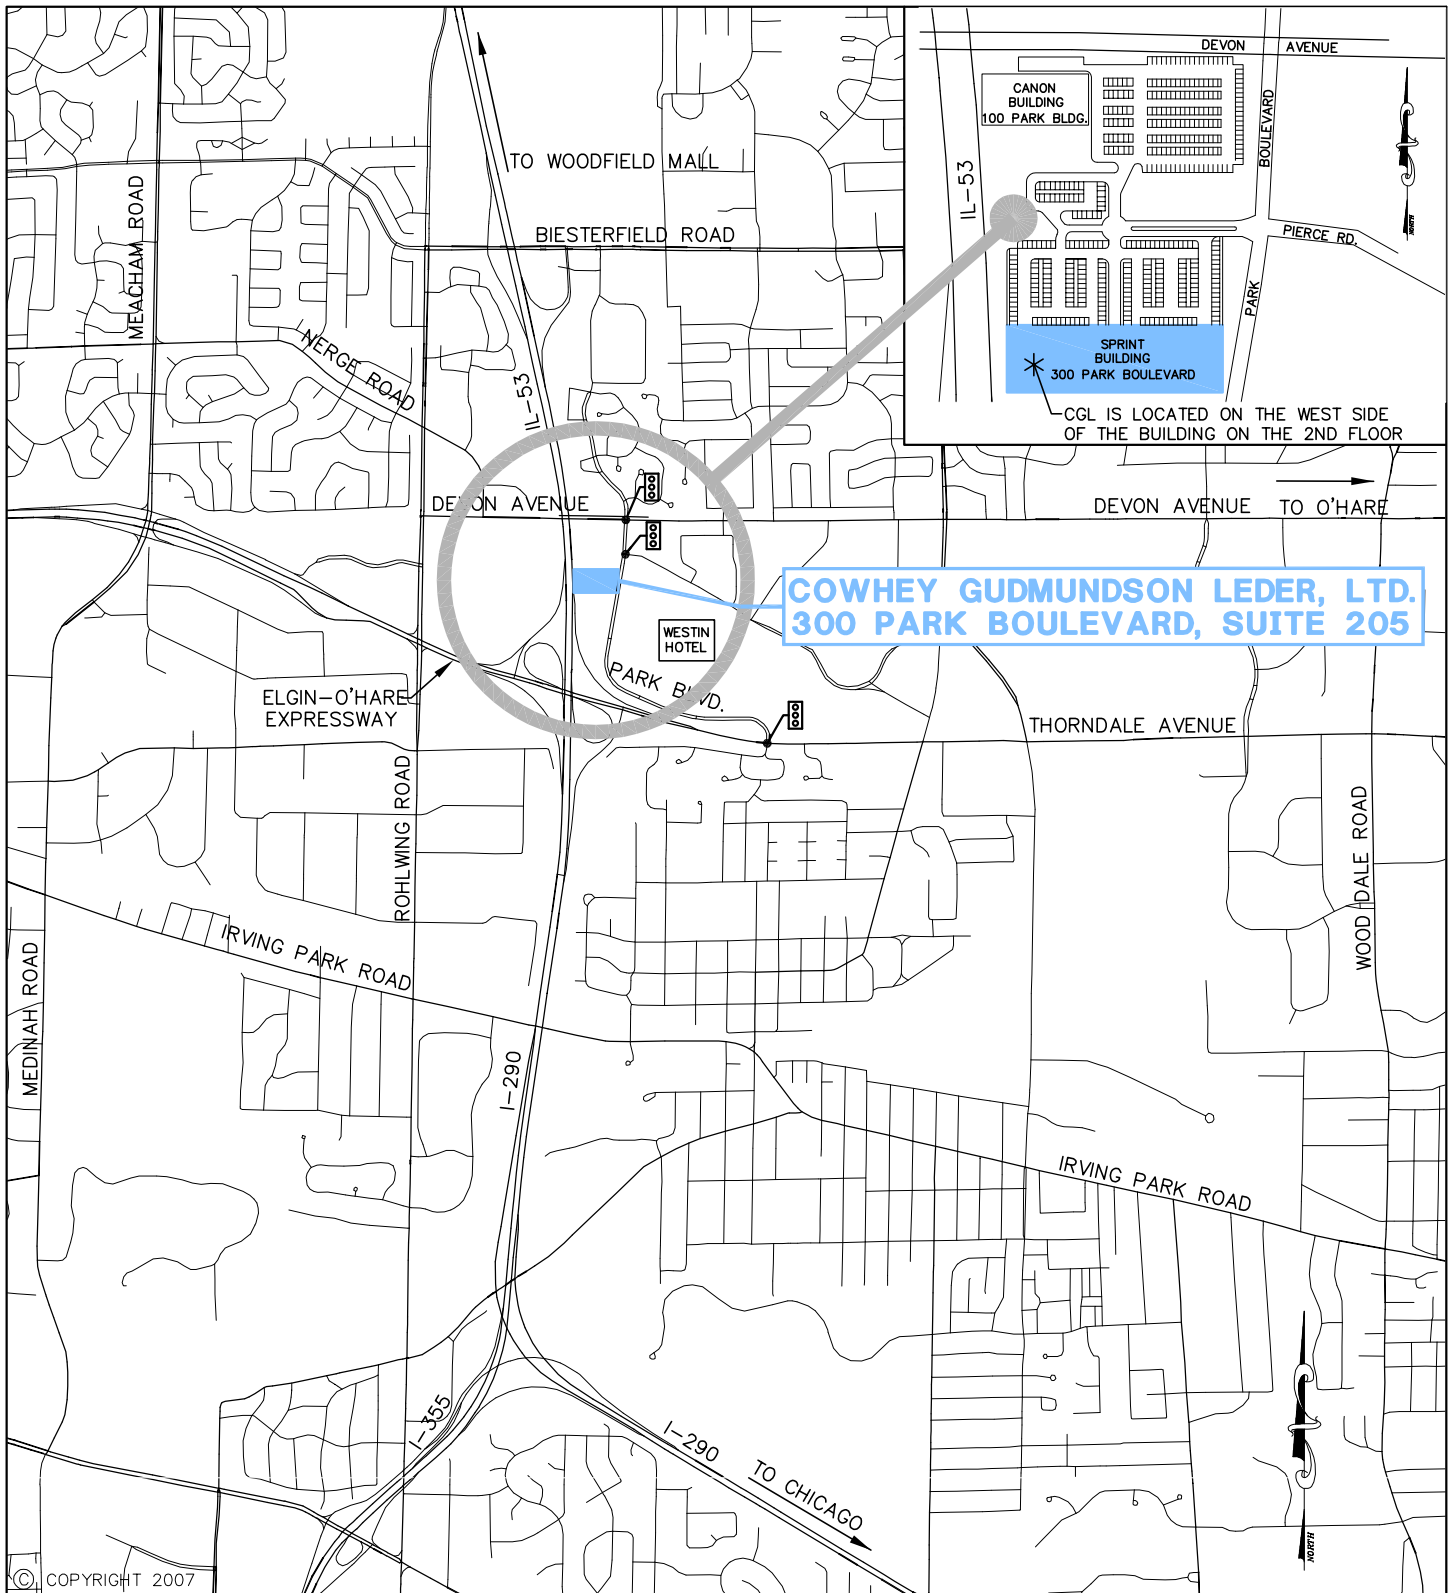 DEVON AVENUE
CANON
BUILDING
100 PARK BLDG.
BOULEVARD
IL-53
PIERCE RD.
PARK
NORTH
SPRINT
BUILDING
300 PARK BOULEVARD
CGL IS LOCATED ON THE WEST SIDE
OF THE BUILDING ON THE 2ND FLOOR
TO WOODFIELD MALL
MEACHAM ROAD
BIESTERFIELD ROAD
NERGE ROAD
IL-53
DEVON AVENUE
DEVON AVENUE
TO O'HARE
COWHEY GUDMUNDSON LEDER, LTD.
300 PARK BOULEVARD, SUITE 205
WESTIN
HOTEL
PARK BLVD.
ELGIN-O'HARE
EXPRESSWAY
THORNDALE AVENUE
ROHLWING ROAD
WOOD DALE ROAD
IRVING PARK ROAD
MEDINAH ROAD
I-290
IRVING PARK ROAD
I-355
I-290
TO CHICAGO
NORTH
© COPYRIGHT 2007